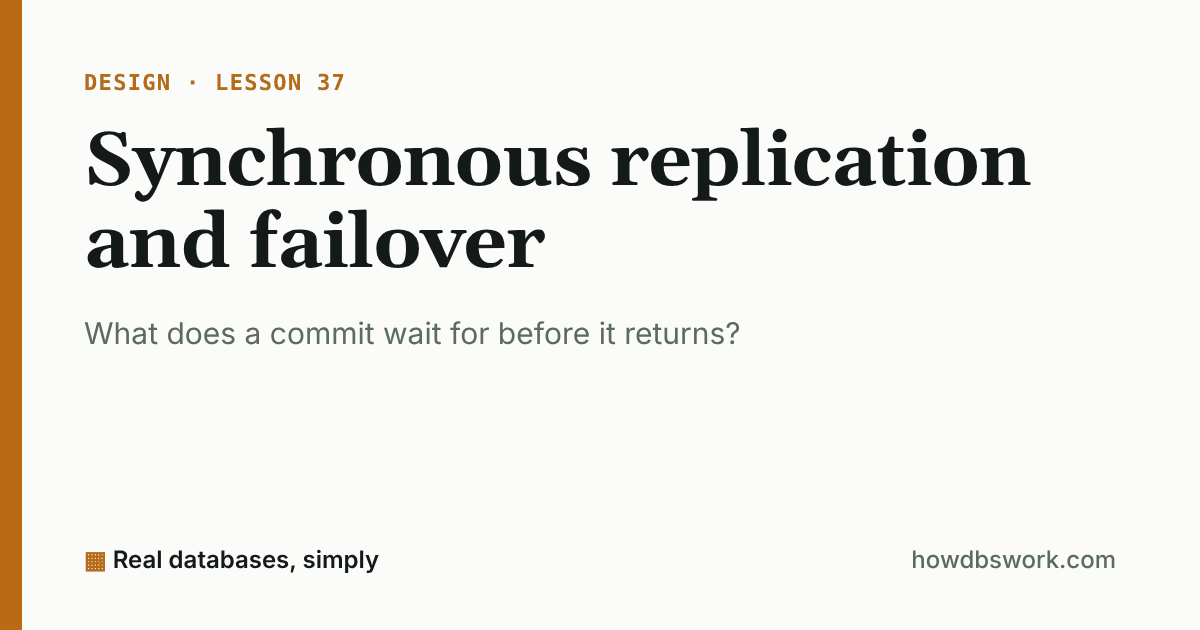 DESIGN · LESSON 37
Synchronous replication
and failover
What does a commit wait for before it returns?
Real databases, simply
howdbswork.com